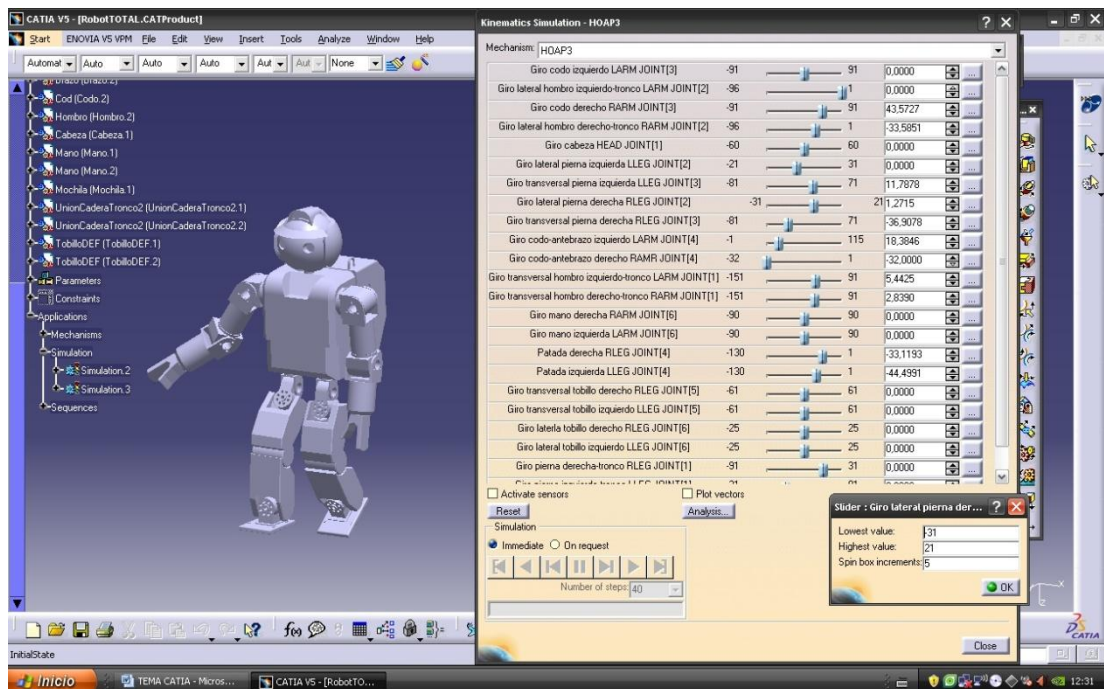 CATIA V5 - [RobotTOTAL.CATProduct]
Start ENOVIA V5 VPM File Edit View Insert Tools Analyze Window Help
Automat Auto Auto Auto Aut Aut None
Brazo (Brazo.2)
Cod (Codo.2)
Hombro (Hombro.2)
Cabeza (Cabeza.1)
Mano (Mano.1)
Mano (Mano.2)
Mochila (Mochila.1)
UnionCaderaTronco2 (UnionCaderaTronco2.1)
UnionCaderaTronco2 (UnionCaderaTronco2.2)
TobilloDEF (TobilloDEF.1)
TobilloDEF (TobilloDEF.2)
Parameters
Constraints
Applications
Mechanisms
Simulation
Simulation.2
Simulation.3
Sequences
Kinematics Simulation - HOAP3
Mechanism: HOAP3
Giro codo izquierdo LARM JOINT[3] -91 91 0,0000
Giro lateral hombro izquierdo-tronco LARM JOINT[2] -96 1 0,0000
Giro codo derecho RARM JOINT[3] -91 91 43,5727
Giro lateral hombro derecho-tronco RARM JOINT[2] -96 1 -33,5851
Giro cabeza HEAD JOINT[1] -60 60 0,0000
Giro lateral pierna izquierda LLEG JOINT[2] -21 31 0,0000
Giro transversal pierna izquierda LLEG JOINT[3] -81 71 11,7878
Giro lateral pierna derecha RLEG JOINT[2] -31 21 1,2715
Giro transversal pierna derecha RLEG JOINT[3] -81 71 -36,9078
Giro codo-antebrazo izquierdo LARM JOINT[4] -1 115 18,3846
Giro codo-antebrazo derecho RAMR JOINT[4] -32 1 -32,0000
Giro transversal hombro izquierdo-tronco LARM JOINT[1] -151 91 5,4425
Giro transversal hombro derecho-tronco RARM JOINT[1] -151 91 2,8390
Giro mano derecha RARM JOINT[6] -90 90 0,0000
Giro mano izquierda LARM JOINT[6] -90 90 0,0000
Patada derecha RLEG JOINT[4] -130 1 -33,1193
Patada izquierda LLEG JOINT[4] -130 1 -44,4991
Giro transversal tobillo derecho RLEG JOINT[5] -61 61 0,0000
Giro transversal tobillo izquierdo LLEG JOINT[5] -61 61 0,0000
Giro laterla tobillo derecho RLEG JOINT[6] -25 25 0,0000
Giro lateral tobillo izquierdo LLEG JOINT[6] -25 25 0,0000
Giro pierna derecha-tronco RLEG JOINT[1] -91 31 0,0000
Activate sensors Plot vectors
Reset Analysis...
Simulation
Immediate On request
Number of steps: 40
Slider : Giro lateral pierna der...
Lowest value: -31
Highest value: 21
Spin box increments: 5
OK
Close
InitialState
CATIA
Inicio TEMA CATIA - Micros... CATIA V5 - [RobotTO... 12:31